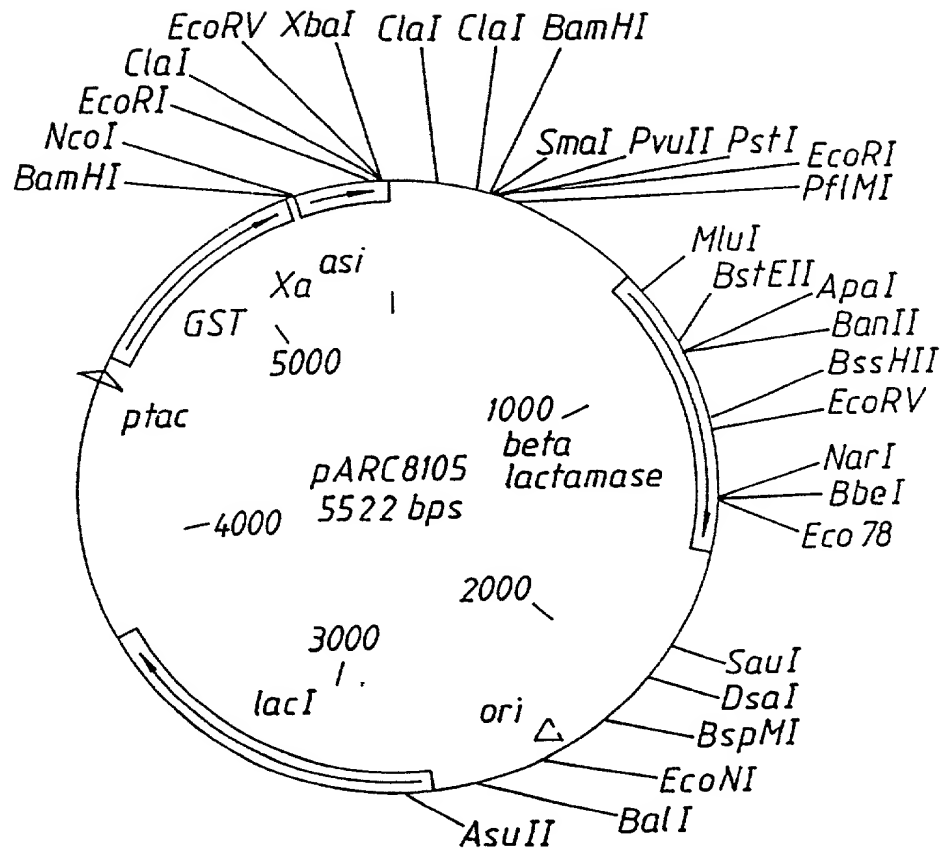 EcoRV XbaI ClaI ClaI BamHI
ClaI
EcoRI
NcoI
BamHI
SmaI PvuII PstI
EcoRI
PflMI
MluI
BstEII
ApaI
BanII
BssHII
EcoRV
NarI
BbeI
Eco 78
SauI
DsaI
BspMI
EcoNI
BalI
AsuII
asi
Xa
GST
5000
ptac
1000
beta
lactamase
pARC8105
5522 bps
4000
2000
3000
lacI
ori